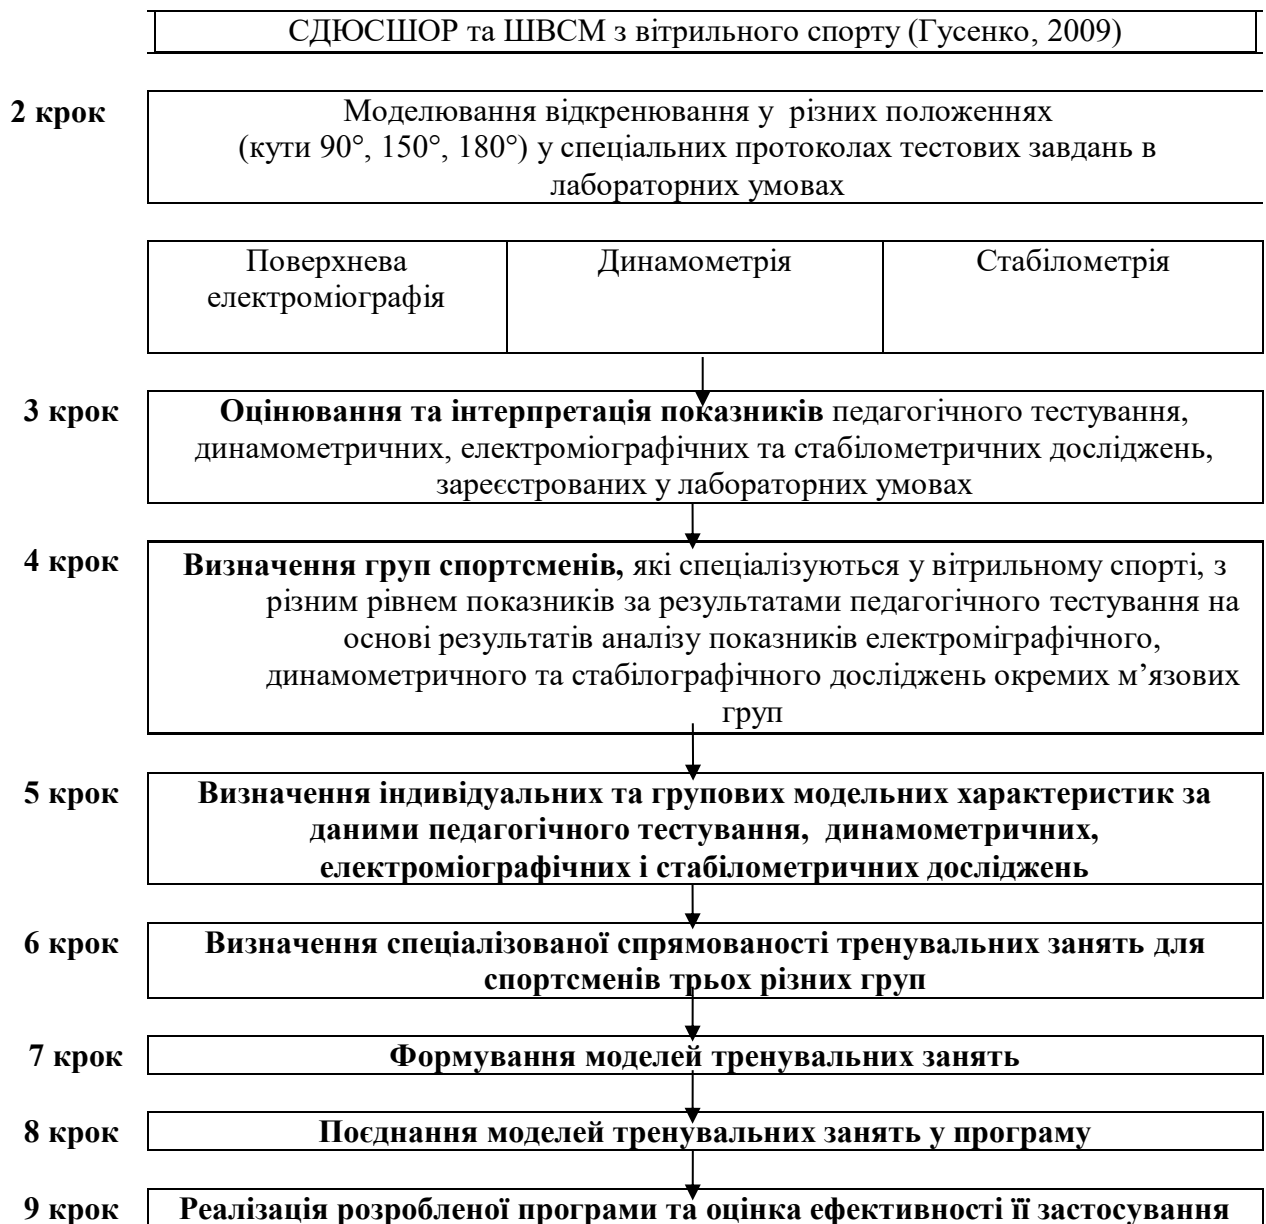 СДЮСШОР та ШВСМ з вітрильного спорту (Гусенко, 2009)
2 крок
Моделювання відкренювання у різних положеннях
(кути 90°, 150°, 180°) у спеціальних протоколах тестових завдань в
лабораторних умовах
Поверхнева
електроміографія
Динамометрія
Стабілометрія
3 крок
Оцінювання та інтерпретація показників педагогічного тестування,
динамометричних, електроміографічних та стабілометричних досліджень,
зареєстрованих у лабораторних умовах
4 крок
Визначення груп спортсменів, які спеціалізуються у вітрильному спорті, з
різним рівнем показників за результатами педагогічного тестування на
основі результатів аналізу показників електроміграфічного,
динамометричного та стабілографічного досліджень окремих м’язових
груп
5 крок
Визначення індивідуальних та групових модельних характеристик за
даними педагогічного тестування, динамометричних,
електроміографічних і стабілометричних досліджень
6 крок
Визначення спеціалізованої спрямованості тренувальних занять для
спортсменів трьох різних груп
7 крок
Формування моделей тренувальних занять
8 крок
Поєднання моделей тренувальних занять у програму
9 крок
Реалізація розробленої програми та оцінка ефективності її застосування